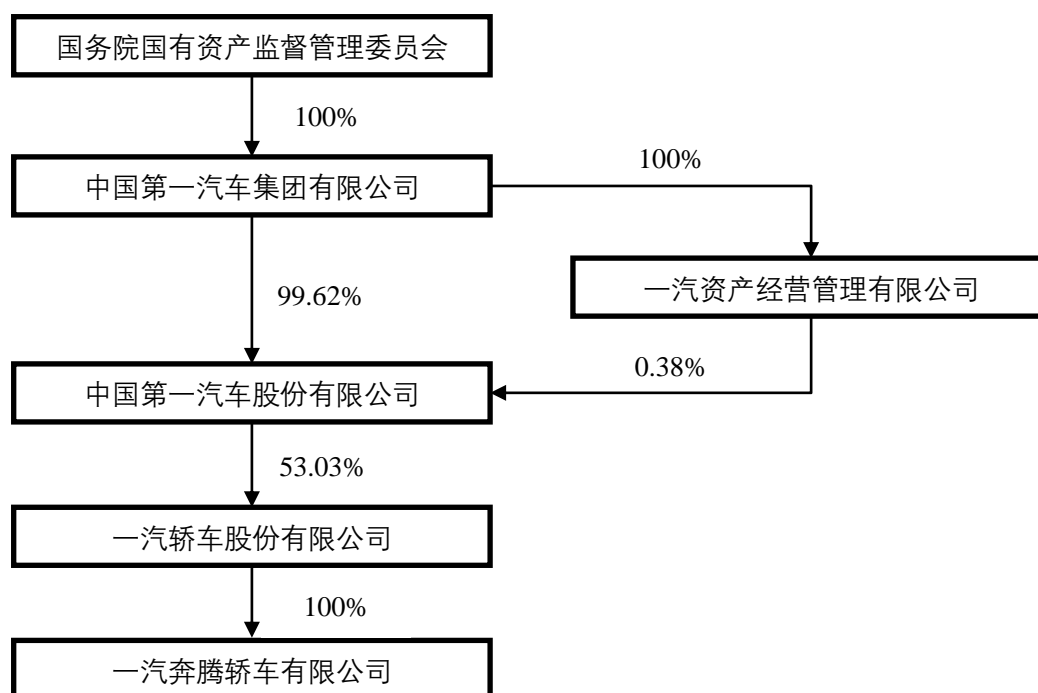 国务院国有资产监督管理委员会
100%
中国第一汽车集团有限公司
100%
一汽资产经营管理有限公司
99.62%
0.38%
中国第一汽车股份有限公司
53.03%
一汽轿车股份有限公司
100%
一汽奔腾轿车有限公司